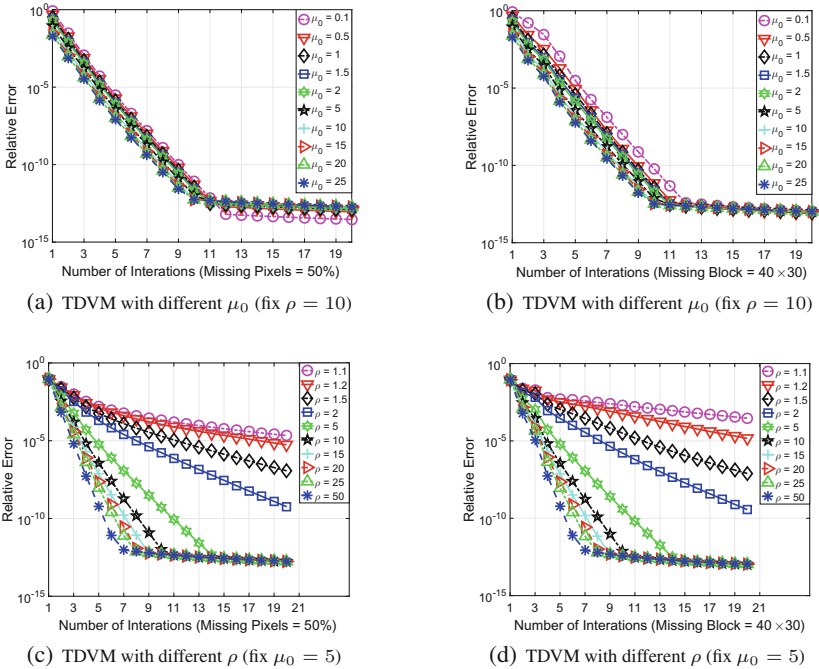 10^0
10^-5
10^-10
10^-15
Relative Error
1 3 5 7 9 11 13 15 17 19
Number of Interations (Missing Pixels = 50%)
μ0 = 0.1
μ0 = 0.5
μ0 = 1
μ0 = 1.5
μ0 = 2
μ0 = 5
μ0 = 10
μ0 = 15
μ0 = 20
μ0 = 25
(a) TDVM with different μ0 (fix ρ = 10)
10^0
10^-5
10^-10
10^-15
Relative Error
1 3 5 7 9 11 13 15 17 19
Number of Interations (Missing Block = 40 ×30)
μ0 = 0.1
μ0 = 0.5
μ0 = 1
μ0 = 1.5
μ0 = 2
μ0 = 5
μ0 = 10
μ0 = 15
μ0 = 20
μ0 = 25
(b) TDVM with different μ0 (fix ρ = 10)
10^0
10^-5
10^-10
10^-15
Relative Error
1 3 5 7 9 11 13 15 17 19 21
Number of Interations (Missing Pixels = 50%)
ρ = 1.1
ρ = 1.2
ρ = 1.5
ρ = 2
ρ = 5
ρ = 10
ρ = 15
ρ = 20
ρ = 25
ρ = 50
(c) TDVM with different ρ (fix μ0 = 5)
10^0
10^-5
10^-10
10^-15
Relative Error
1 3 5 7 9 11 13 15 17 19 21
Number of Interations (Missing Block = 40 ×30)
ρ = 1.1
ρ = 1.2
ρ = 1.5
ρ = 2
ρ = 5
ρ = 10
ρ = 15
ρ = 20
ρ = 25
ρ = 50
(d) TDVM with different ρ (fix μ0 = 5)